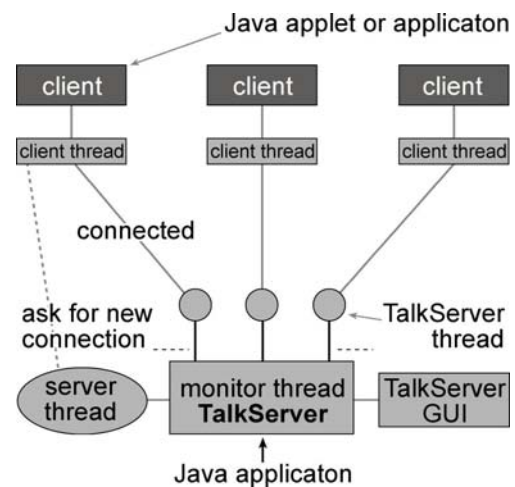 Java applet or applicaton
client
client
client
client thread
client thread
client thread
connected
ask for new
connection
TalkServer
thread
server
thread
monitor thread
TalkServer
TalkServer
GUI
Java applicaton